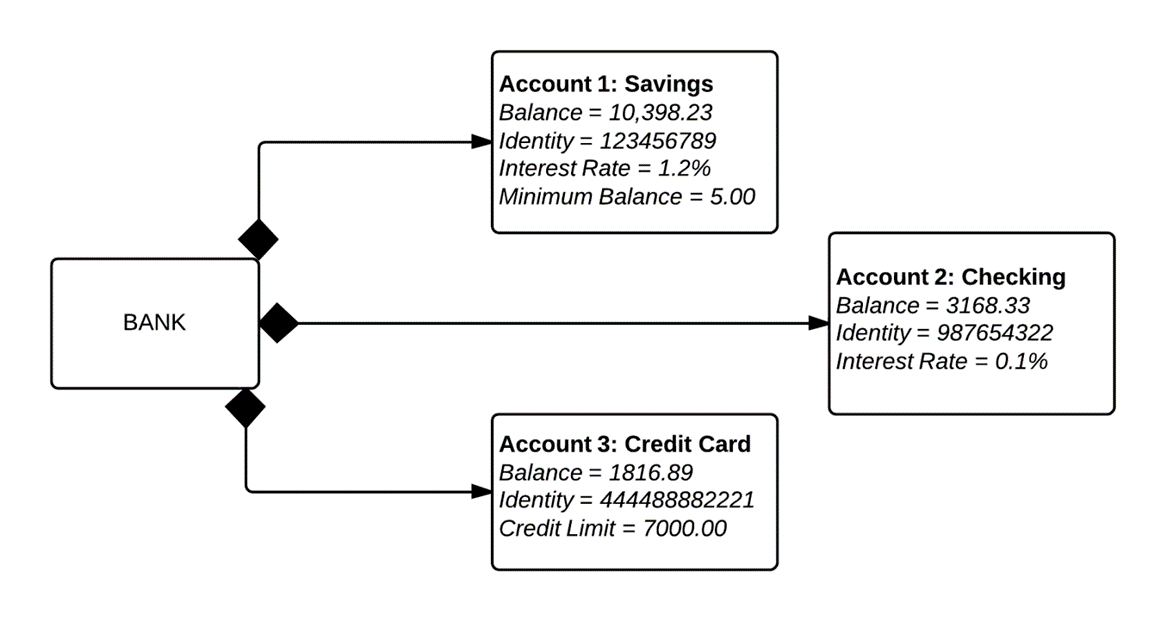 Account 1: Savings
Balance = 10,398.23
Identity = 123456789
Interest Rate = 1.2%
Minimum Balance = 5.00
BANK
Account 2: Checking
Balance = 3168.33
Identity = 987654322
Interest Rate = 0.1%
Account 3: Credit Card
Balance = 1816.89
Identity = 444488882221
Credit Limit = 7000.00